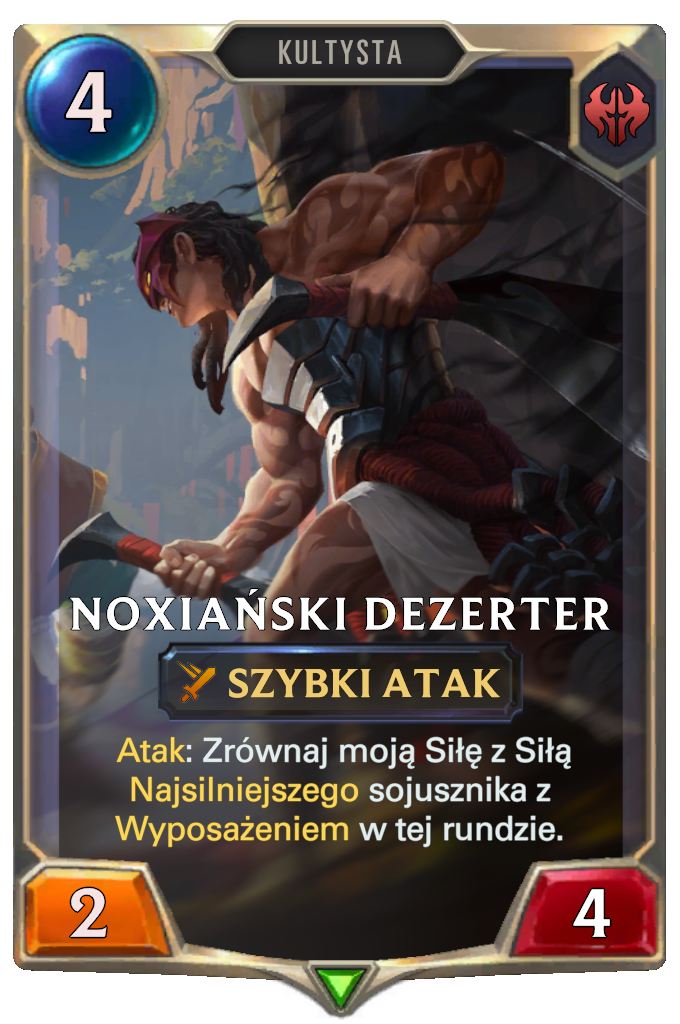 4
KULTYSTA
NOXIAŃSKI DEZERTER
SZYBKI ATAK
Atak: Zrównaj moją Siłę z Siłą
Najsilniejszego sojusznika z
Wyposażeniem w tej rundzie.
2
4